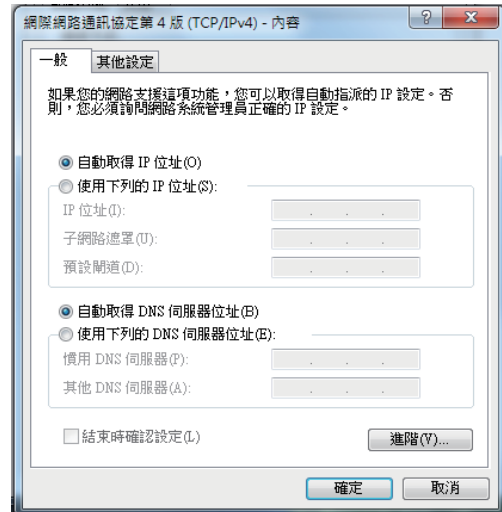 網際網路通訊協定第 4 版 (TCP/IPv4) - 內容
一般
其他設定
如果您的網路支援這項功能，您可以取得自動指派的 IP 設定。否
則，您必須詢問網路系統管理員正確的 IP 設定。
自動取得 IP 位址(O)
使用下列的 IP 位址(S):
IP 位址(I):
子網路遮罩(U):
預設閘道(D):
自動取得 DNS 伺服器位址(B)
使用下列的 DNS 伺服器位址(E):
慣用 DNS 伺服器(P):
其他 DNS 伺服器(A):
結束時確認設定(L)
進階(V)...
確定
取消